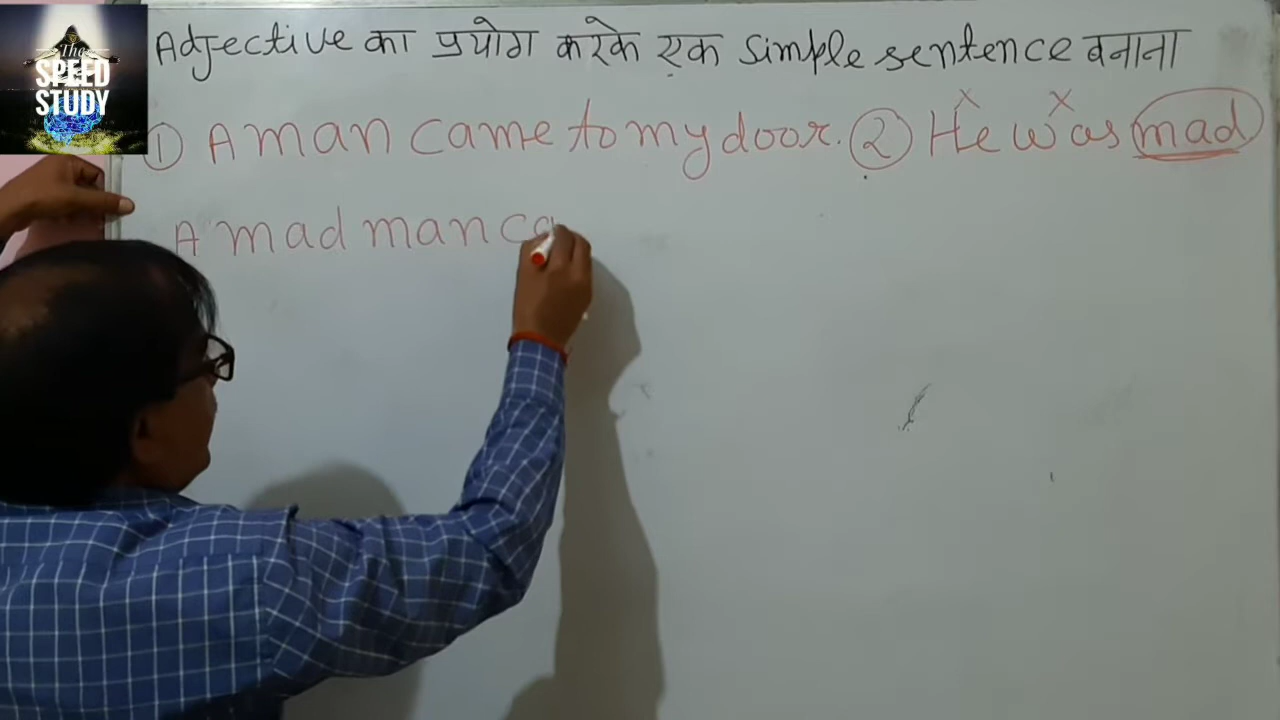 The
SPEED
STUDY
Adjective का प्रयोग करके एक simple sentence बनाना
① A man came to my door. ② He was mad
A mad man ca